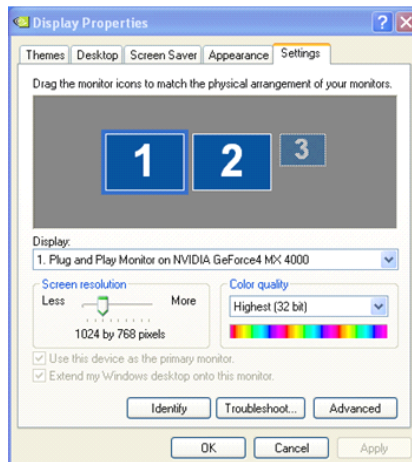 Display Properties
Themes Desktop Screen Saver Appearance Settings
Drag the monitor icons to match the physical arrangement of your monitors.
1 2 3
Display:
1. Plug and Play Monitor on NVIDIA GeForce4 MX 4000
Screen resolution
Less More
1024 by 768 pixels
Color quality
Highest (32 bit)
Use this device as the primary monitor.
Extend my Windows desktop onto this monitor.
Identify Troubleshoot... Advanced
OK Cancel Apply